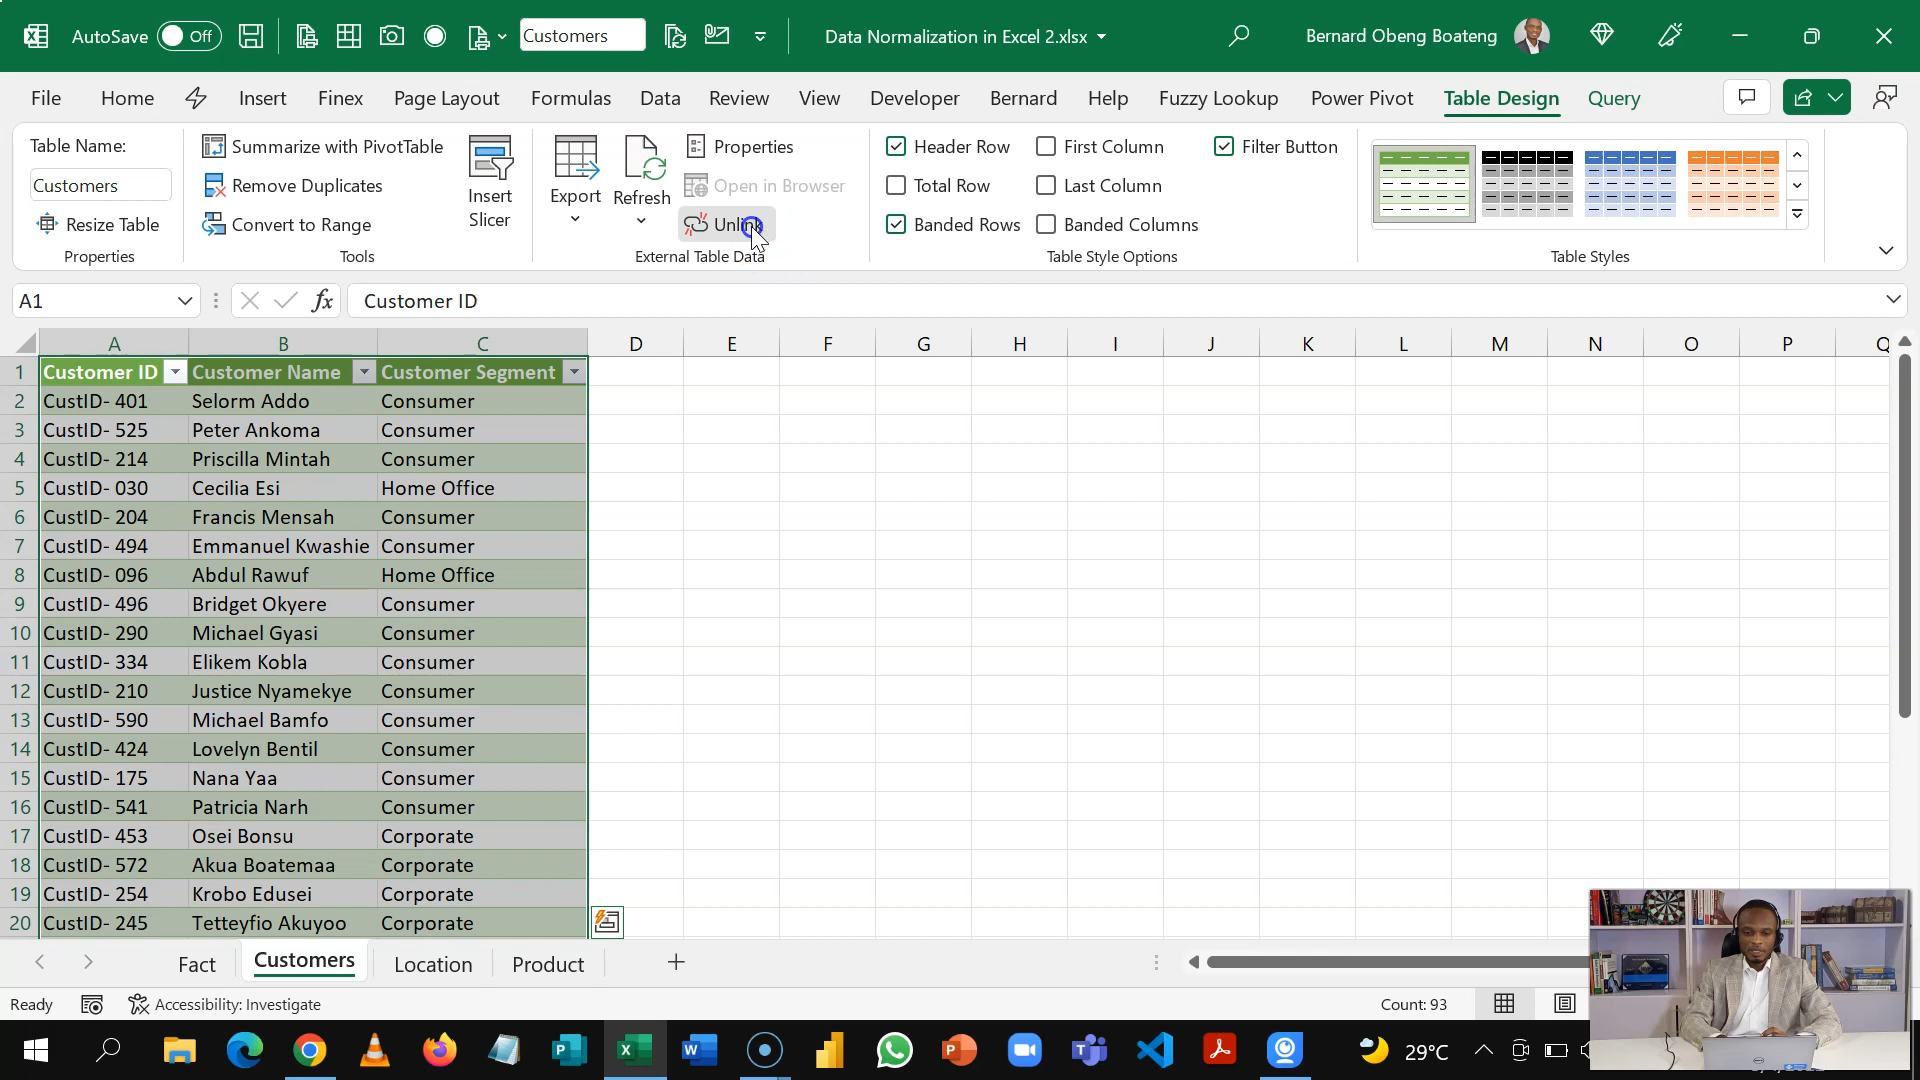 AutoSave Off Customers Data Normalization in Excel 2.xlsx Bernard Obeng Boateng
File Home Insert Finex Page Layout Formulas Data Review View Developer Bernard Help Fuzzy Lookup Power Pivot Table Design Query
Table Name:
Customers
Resize Table
Properties
Summarize with PivotTable
Remove Duplicates
Convert to Range
Tools
Insert
Slicer
Export
Refresh
Properties
Open in Browser
Unlink
External Table Data
Header Row First Column Filter Button
Total Row Last Column
Banded Rows Banded Columns
Table Style Options
Table Styles
A1 fx Customer ID
A B C D E F G H I J K L M N O P Q
1 Customer ID Customer Name Customer Segment
2 CustID- 401 Selorm Addo Consumer
3 CustID- 525 Peter Ankoma Consumer
4 CustID- 214 Priscilla Mintah Consumer
5 CustID- 030 Cecilia Esi Home Office
6 CustID- 204 Francis Mensah Consumer
7 CustID- 494 Emmanuel Kwashie Consumer
8 CustID- 096 Abdul Rawuf Home Office
9 CustID- 496 Bridget Okyere Consumer
10 CustID- 290 Michael Gyasi Consumer
11 CustID- 334 Elikem Kobla Consumer
12 CustID- 210 Justice Nyamekye Consumer
13 CustID- 590 Michael Bamfo Consumer
14 CustID- 424 Lovelyn Bentil Consumer
15 CustID- 175 Nana Yaa Consumer
16 CustID- 541 Patricia Narh Consumer
17 CustID- 453 Osei Bonsu Corporate
18 CustID- 572 Akua Boatemaa Corporate
19 CustID- 254 Krobo Edusei Corporate
20 CustID- 245 Tetteyfio Akuyoo Corporate
Fact Customers Location Product
Ready Accessibility: Investigate Count: 93
29°C